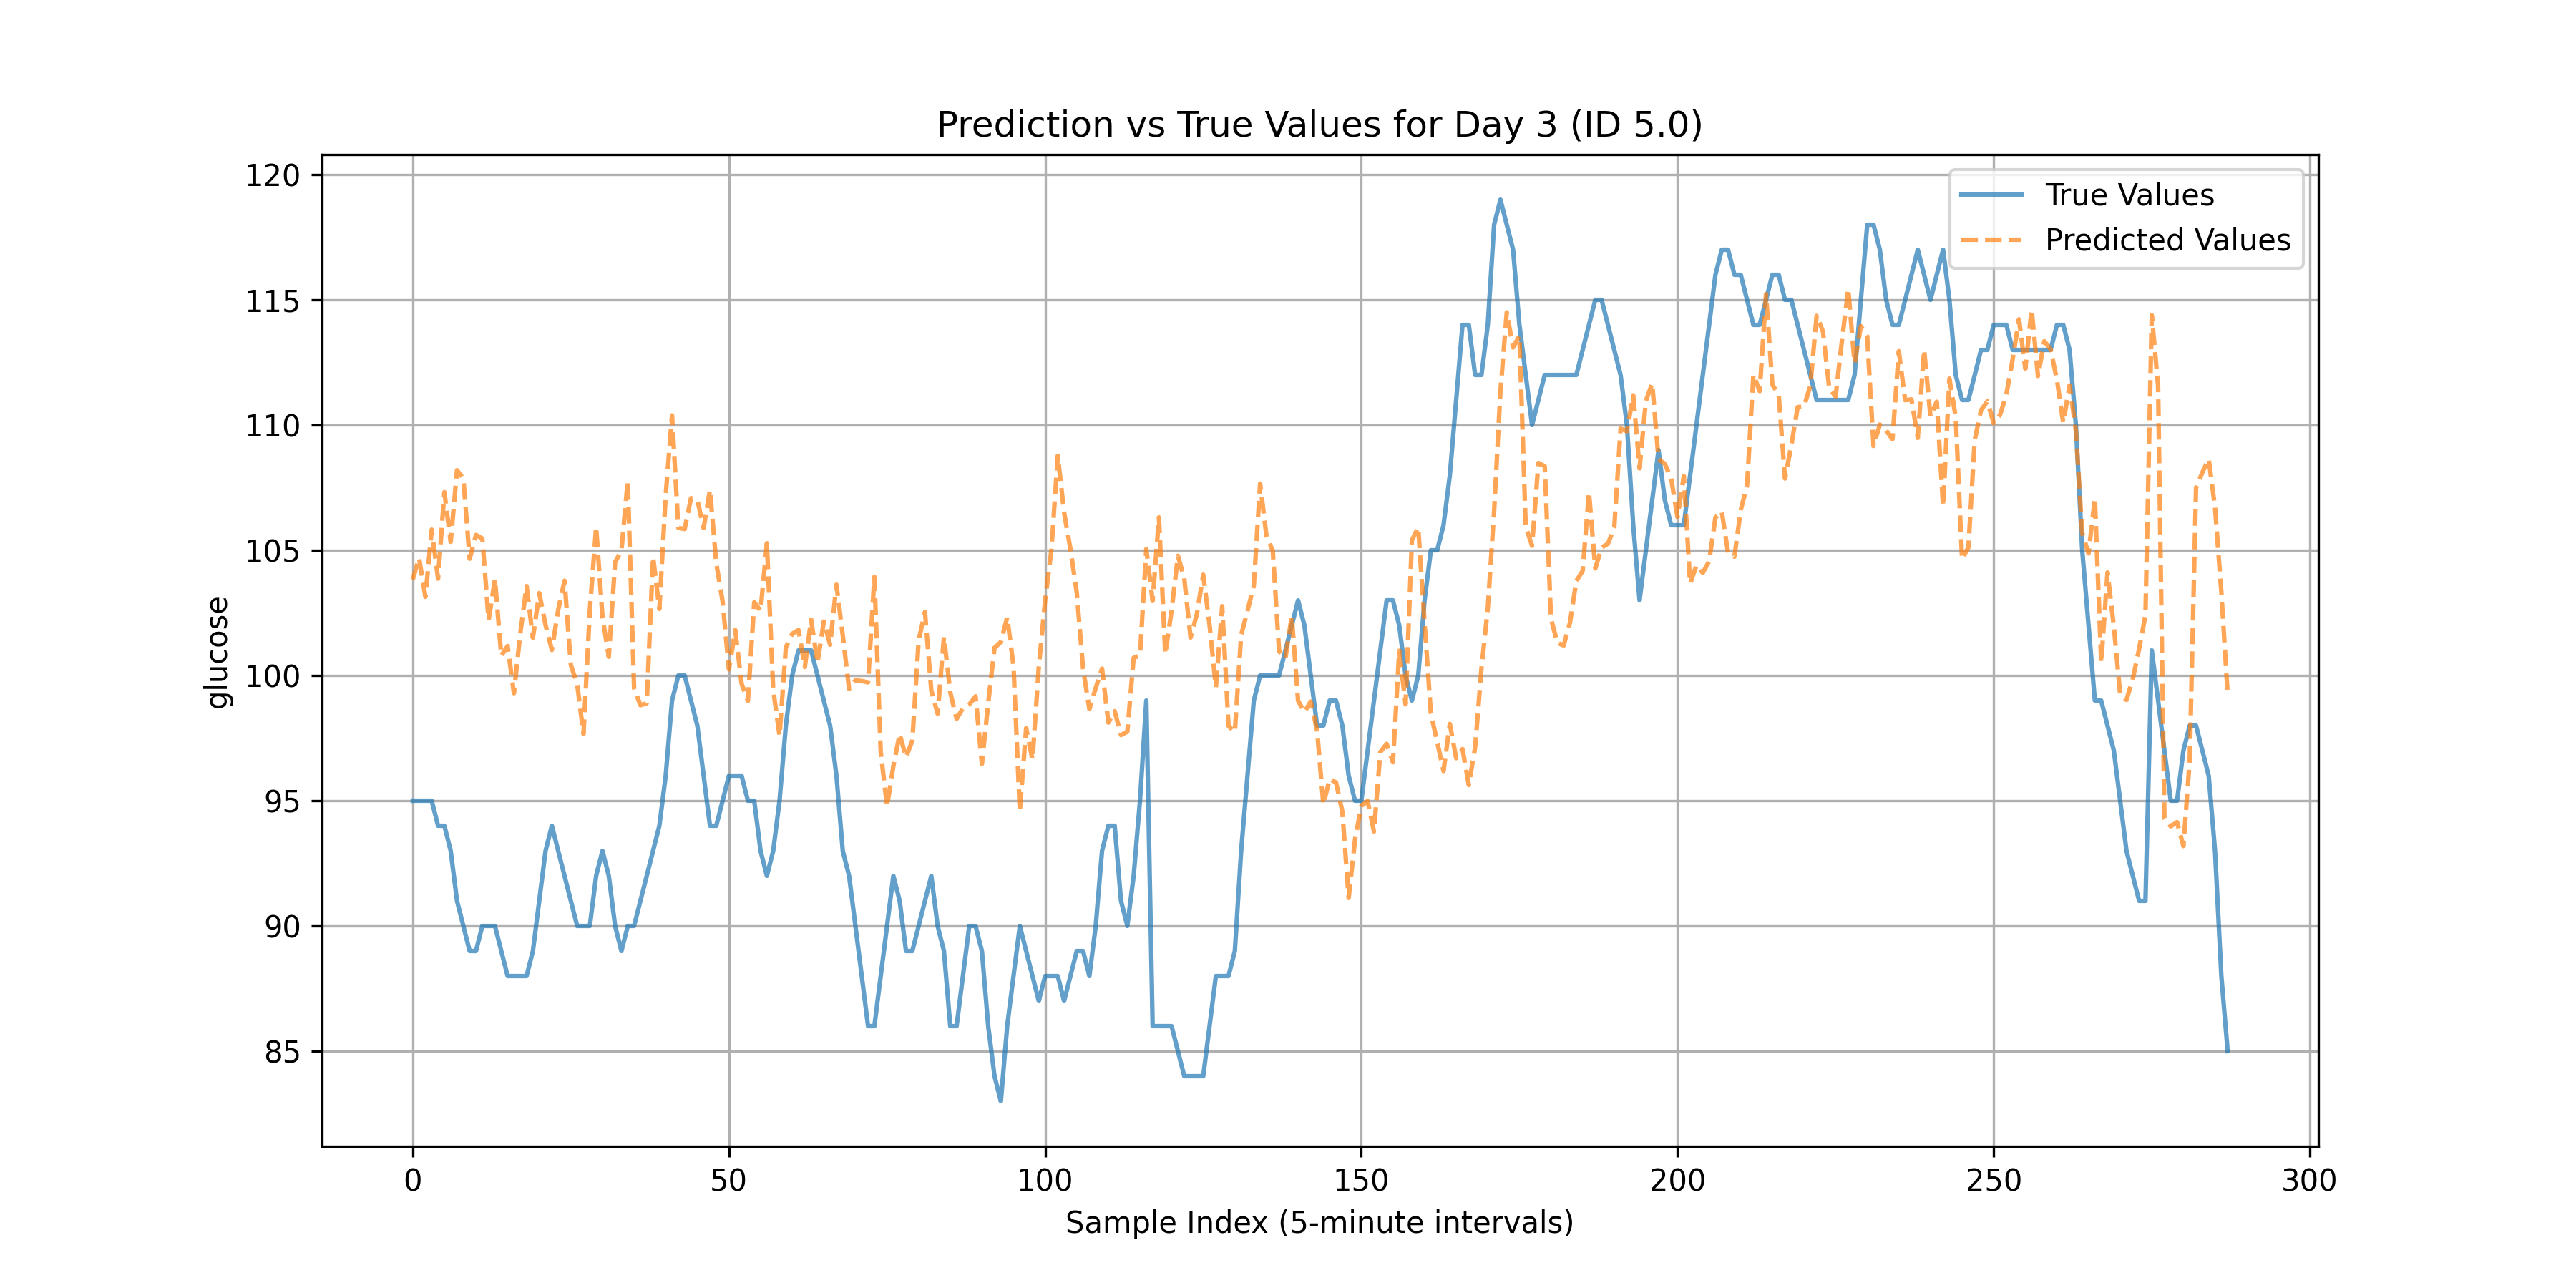 Prediction vs True Values for Day 3 (ID 5.0)
True Values
Predicted Values
glucose
120
115
110
105
100
95
90
85
0 50 100 150 200 250 300
Sample Index (5-minute intervals)